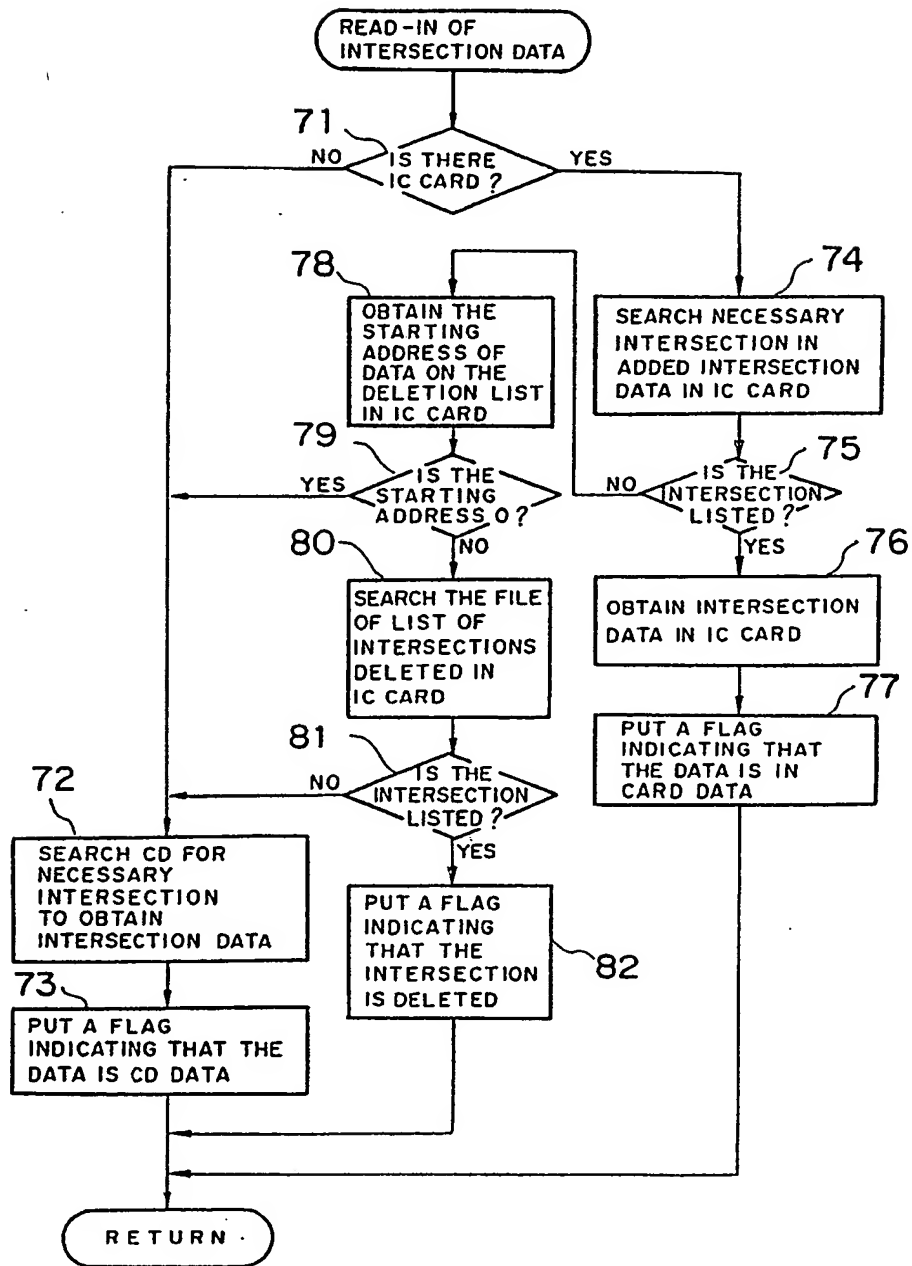 READ-IN OF
INTERSECTION DATA
71
NO
IS THERE
IC CARD?
YES
78
OBTAIN THE
STARTING
ADDRESS OF
DATA ON THE
DELETION LIST
IN IC CARD
74
SEARCH NECESSARY
INTERSECTION IN
ADDED INTERSECTION
DATA IN IC CARD
79
YES
IS THE
STARTING
ADDRESS 0?
NO
75
NO
IS THE
INTERSECTION
LISTED?
YES
80
SEARCH THE FILE
OF LIST OF
INTERSECTIONS
DELETED IN
IC CARD
76
OBTAIN INTERSECTION
DATA IN IC CARD
77
PUT A FLAG
INDICATING THAT
THE DATA IS IN
CARD DATA
81
NO
IS THE
INTERSECTION
LISTED?
YES
72
SEARCH CD FOR
NECESSARY
INTERSECTION
TO OBTAIN
INTERSECTION DATA
PUT A FLAG
INDICATING
THAT THE
INTERSECTION
IS DELETED
82
73
PUT A FLAG
INDICATING THAT THE
DATA IS CD DATA
RETURN